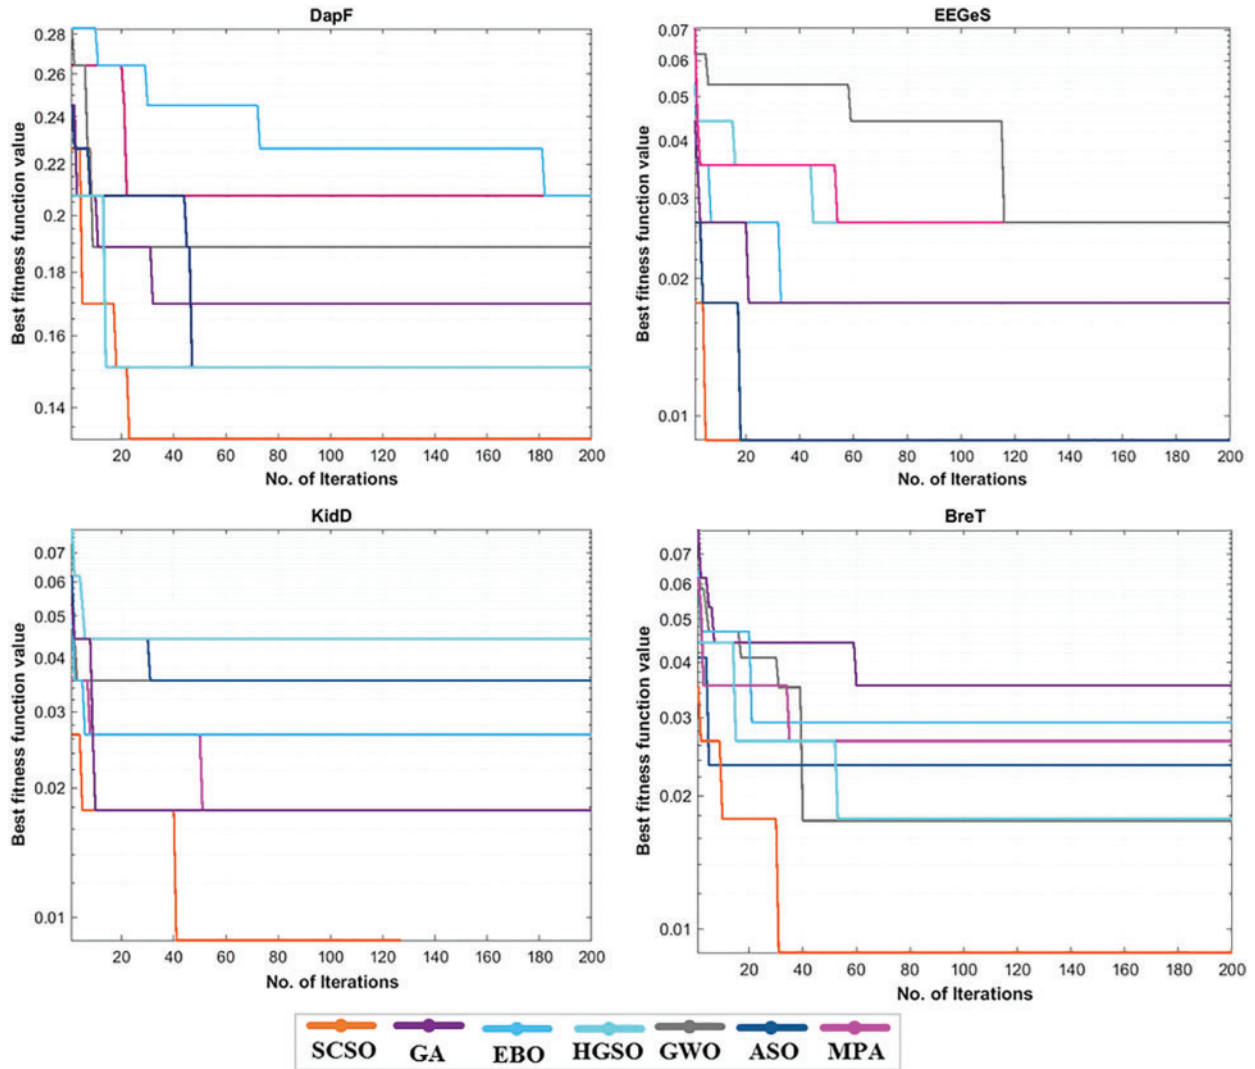 DapF
0.28
0.26
0.24
0.22
0.2
0.18
0.16
0.14
Best fitness function value
20 40 60 80 100 120 140 160 180 200
No. of Iterations
EEGeS
0.07
0.06
0.05
0.04
0.03
0.02
0.01
Best fitness function value
20 40 60 80 100 120 140 160 180 200
No. of Iterations
KidD
0.07
0.06
0.05
0.04
0.03
0.02
0.01
Best fitness function value
20 40 60 80 100 120 140 160 180 200
No. of Iterations
BreT
0.07
0.06
0.05
0.04
0.03
0.02
0.01
Best fitness function value
20 40 60 80 100 120 140 160 180 200
No. of Iterations
SCSO GA EBO HGSO GWO ASO MPA